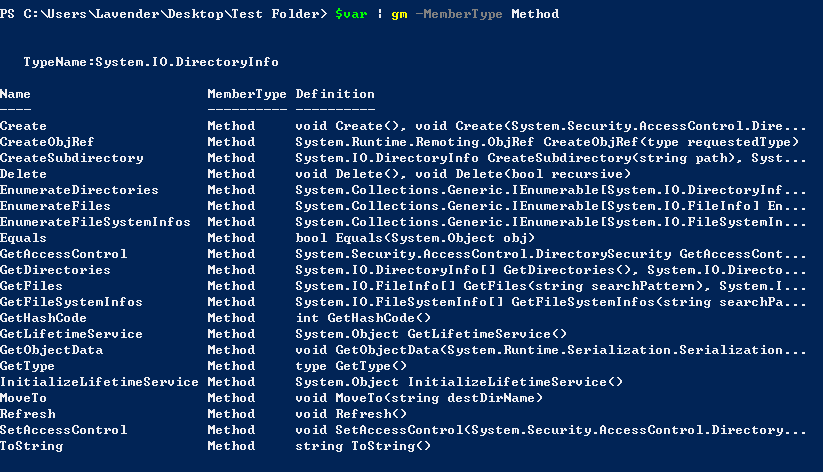 PS C:\Users\Lavender\Desktop\Test Folder> $var | gm -MemberType Method
TypeName:System.IO.DirectoryInfo
Name MemberType Definition
---- ---------- ----------
Create Method void Create(), void Create(System.Security.AccessControl.Dire...
CreateObjRef Method System.Runtime.Remoting.ObjRef CreateObjRef(type requestedType)
CreateSubdirectory Method System.IO.DirectoryInfo CreateSubdirectory(string path), Syst...
Delete Method void Delete(), void Delete(bool recursive)
EnumerateDirectories Method System.Collections.Generic.IEnumerable[System.IO.DirectoryInf...
EnumerateFiles Method System.Collections.Generic.IEnumerable[System.IO.FileInfo] En...
EnumerateFileSystemInfos Method System.Collections.Generic.IEnumerable[System.IO.FileSystemIn...
Equals Method bool Equals(System.Object obj)
GetAccessControl Method System.Security.AccessControl.DirectorySecurity GetAccessCont...
GetDirectories Method System.IO.DirectoryInfo[] GetDirectories(), System.IO.Directo...
GetFiles Method System.IO.FileInfo[] GetFiles(string searchPattern), System.I...
GetFileSystemInfos Method System.IO.FileSystemInfo[] GetFileSystemInfos(string searchPa...
GetHashCode Method int GetHashCode()
GetLifetimeService Method System.Object GetLifetimeService()
GetObjectData Method void GetObjectData(System.Runtime.Serialization.Serialization...
GetType Method type GetType()
InitializeLifetimeService Method System.Object InitializeLifetimeService()
MoveTo Method void MoveTo(string destDirName)
Refresh Method void Refresh()
SetAccessControl Method void SetAccessControl(System.Security.AccessControl.Directory...
ToString Method string ToString()